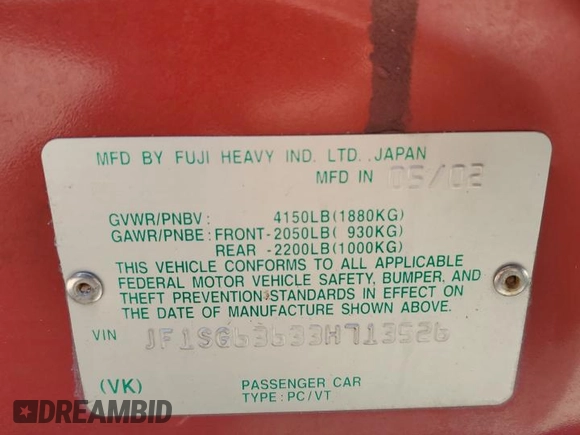 MFD BY FUJI HEAVY IND. LTD. JAPAN
MFD IN 05/02
GVWR/PNBV: 4150LB(1880KG)
GAWR/PNBE: FRONT-2050LB( 930KG)
REAR -2200LB(1000KG)
THIS VEHICLE CONFORMS TO ALL APPLICABLE
FEDERAL MOTOR VEHICLE SAFETY, BUMPER, AND
THEFT PREVENTION STANDARDS IN EFFECT ON
THE DATE OF MANUFACTURE SHOWN ABOVE.
VIN
(VK) PASSENGER CAR
TYPE: PC/VT
DREAMBID